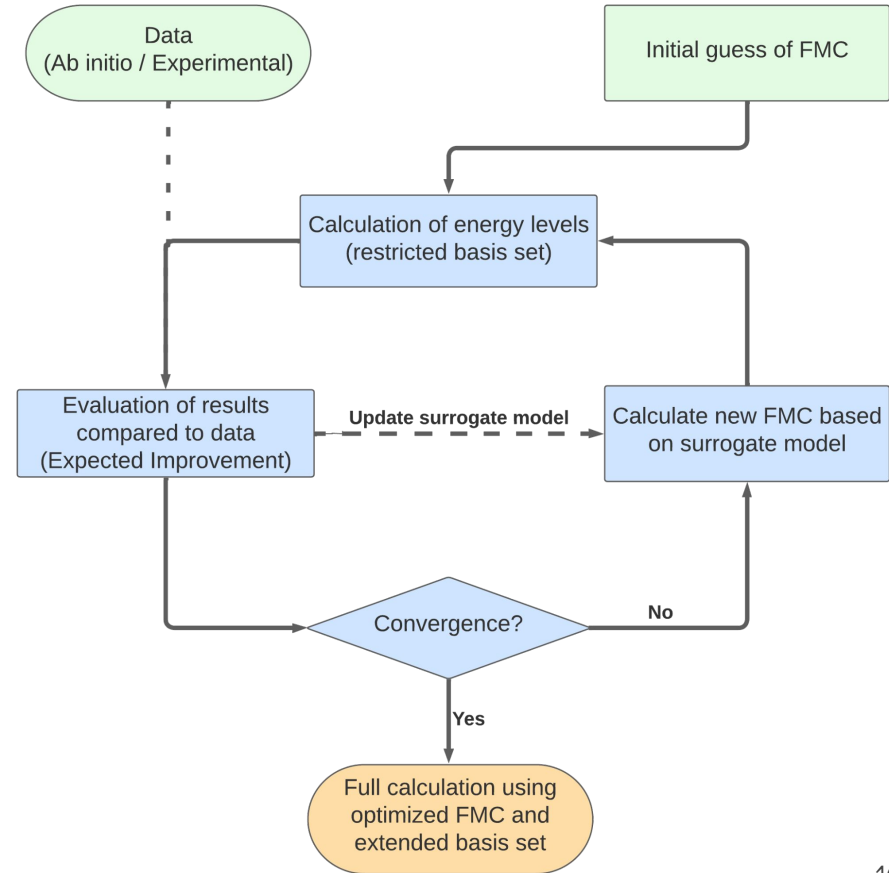 Data
(Ab initio / Experimental)
Initial guess of FMC
Calculation of energy levels
(restricted basis set)
Evaluation of results
compared to data
(Expected Improvement)
Update surrogate model
Calculate new FMC based
on surrogate model
Convergence?
No
Yes
Full calculation using
optimized FMC and
extended basis set